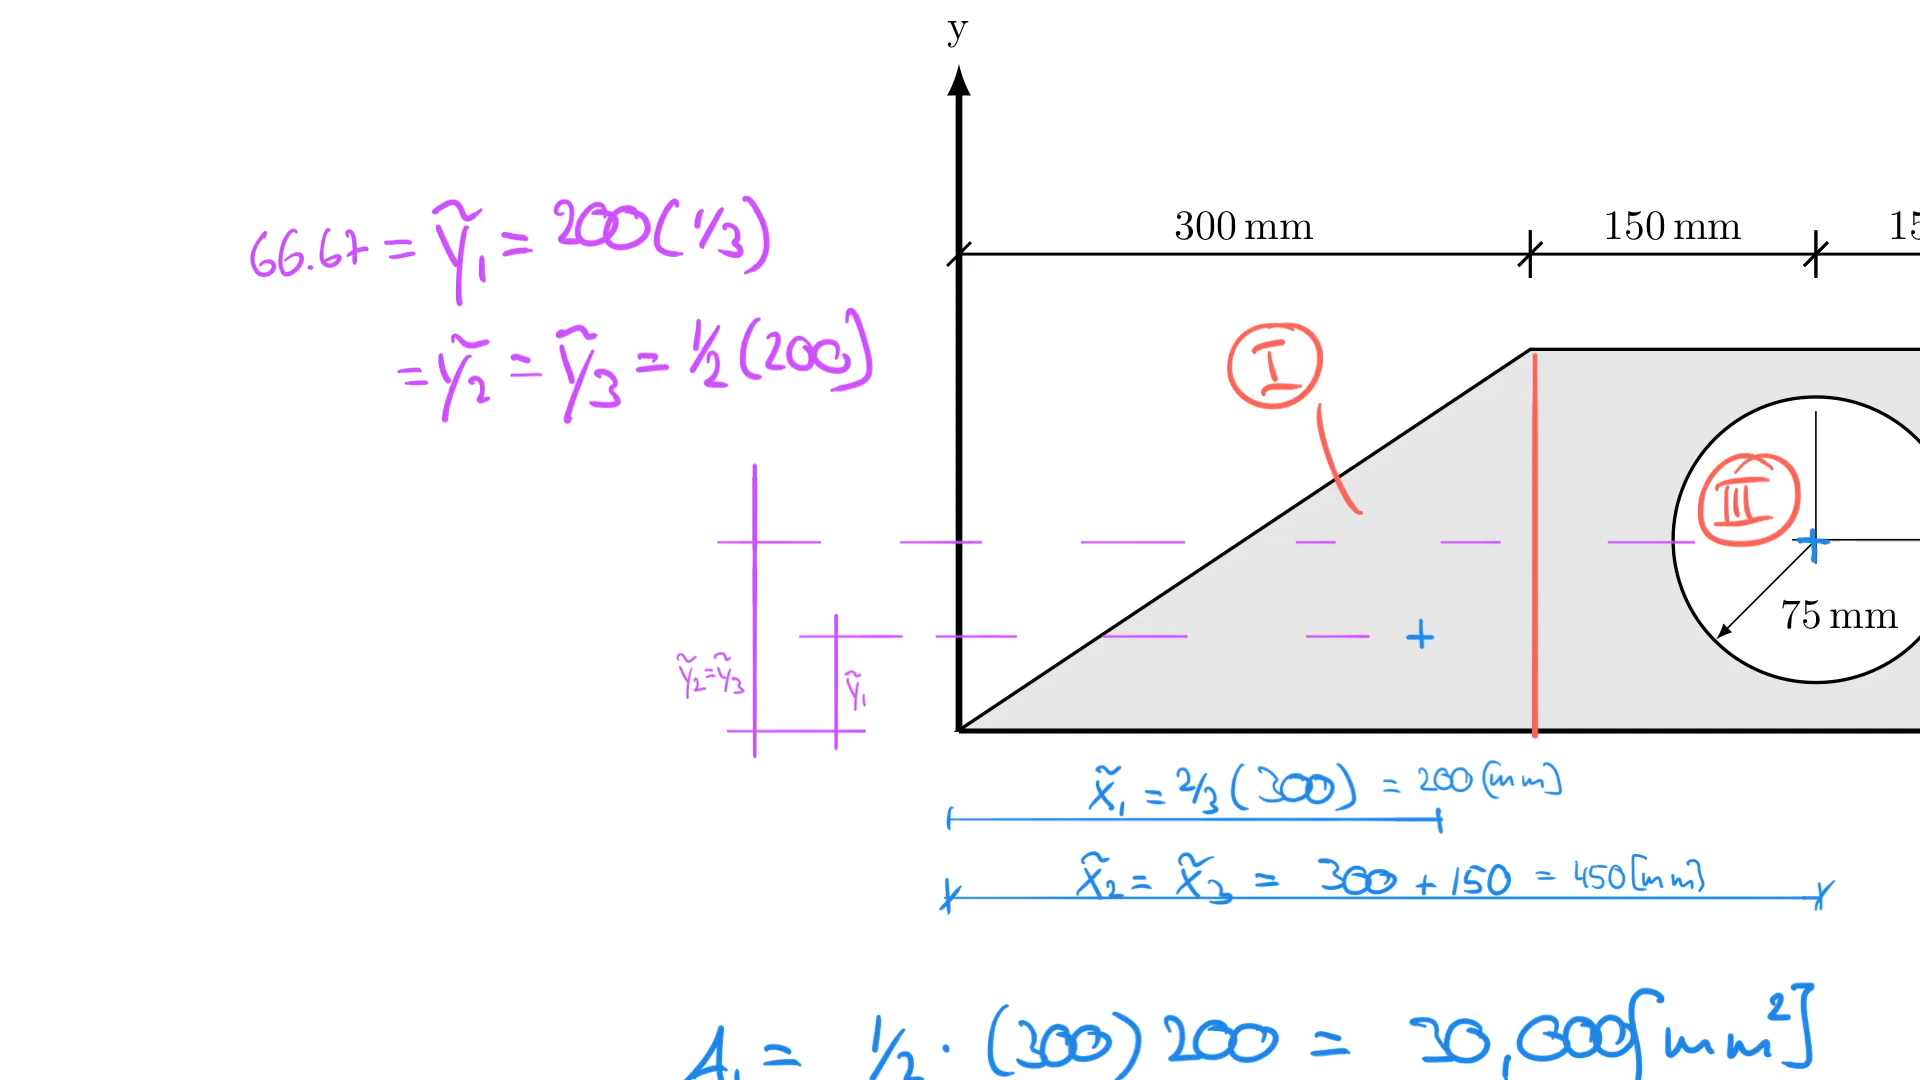 y
300 mm 150 mm 15
66.67 = ỹ₁ = 200(1/3)
= ỹ₂ = ỹ₃ = 1/2(200)
I
III
75 mm
ỹ₂=ỹ₃ ỹ₁
x̃₁ = 2/3(300) = 200[mm]
x̃₂ = x̃₃ = 300 + 150 = 450[mm]
A₁ = 1/2 · (300) 200 = 30,000[mm²]